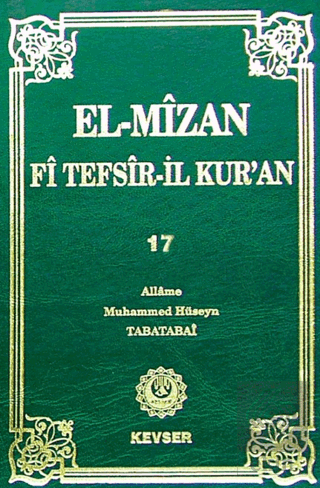 EL-MÎZAN
FÎ TEFSÎR-İL KUR'AN
17
Allâme
Muhammed Hüseyn
TABATABAÎ
KEVSER